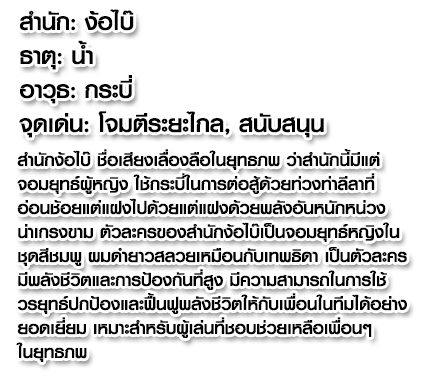 สำนัก: ง้อไบ๊
ธาตุ: น้ำ
อาวุธ: กระบี่
จุดเด่น: โจมตีระยะไกล, สนับสนุน
สำนักง้อไบ๊ ชื่อเสียงเลื่องลือในยุทธภพ ว่าสำนักนี้มีแต่
จอมยุทธ์ผู้หญิง ใช้กระบี่ในการต่อสู้ด้วยท่วงท่าลีลาที่
อ่อนช้อยแต่แฝงไปด้วยแต่แฝงด้วยพลังอันหนักหน่วง
น่าเกรงขาม ตัวละครของสำนักง้อไบ๊เป็นจอมยุทธ์หญิงใน
ชุดสีชมพู ผมดำยาวสลวยเหมือนกับเทพธิดา เป็นตัวละคร
มีพลังชีวิตและการป้องกันที่สูง มีความสามารถในการใช้
วรยุทธ์ปกป้องและฟื้นฟูพลังชีวิตให้กับเพื่อนในทีมได้อย่าง
ยอดเยี่ยม เหมาะสำหรับผู้เล่นที่ชอบช่วยเหลือเพื่อนๆ
ในยุทธภพ